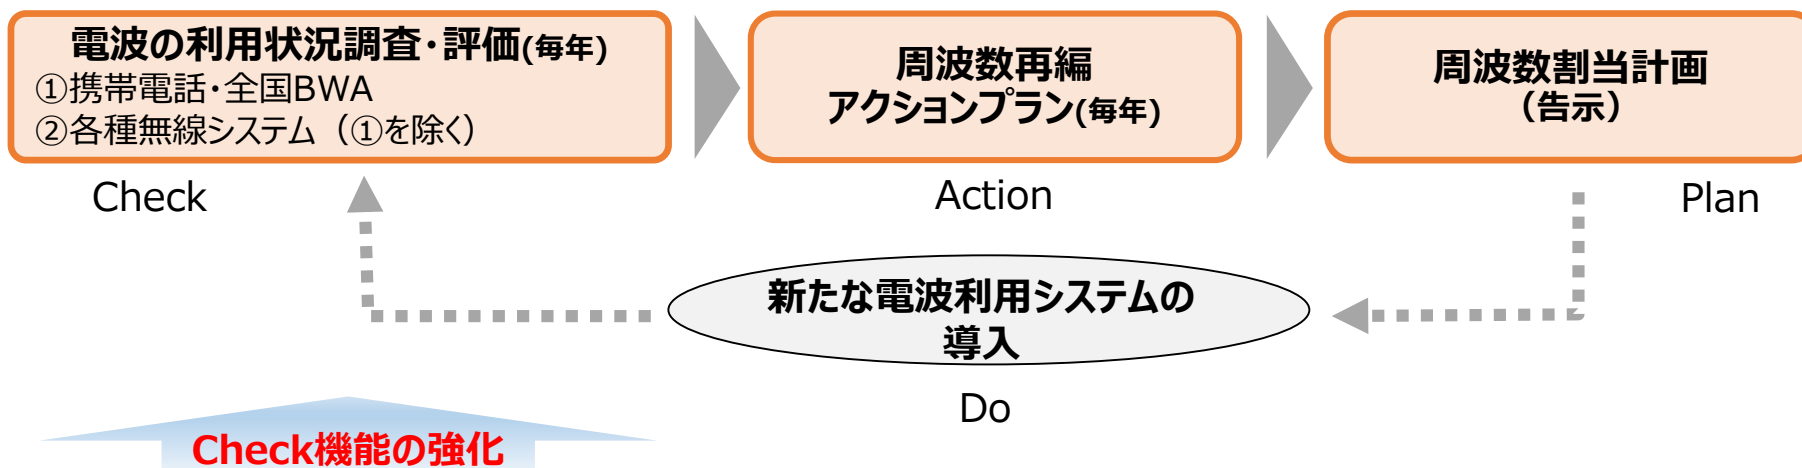 電波の利用状況調査・評価(毎年)
①携帯電話・全国BWA
②各種無線システム（①を除く）
Check
周波数再編
アクションプラン(毎年)
Action
周波数割当計画
（告示）
Plan
新たな電波利用システムの
導入
Do
Check機能の強化